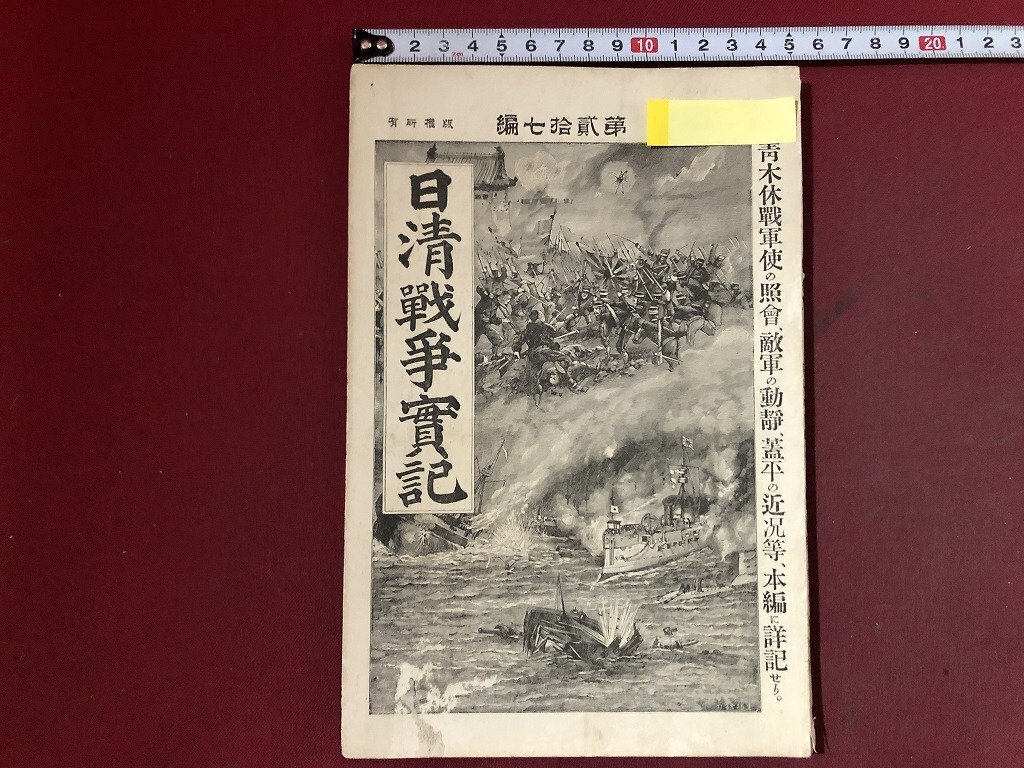 2 3 4 5 6 7 8 9 10 1 2 3 4 5 6 7 8 9 20 1 2 3
2m
第貳拾七編
版權所有
靑木休戰軍使の照會、敵軍の動靜、蓋平の近况等、本編に詳記せり。
日清戰爭實記